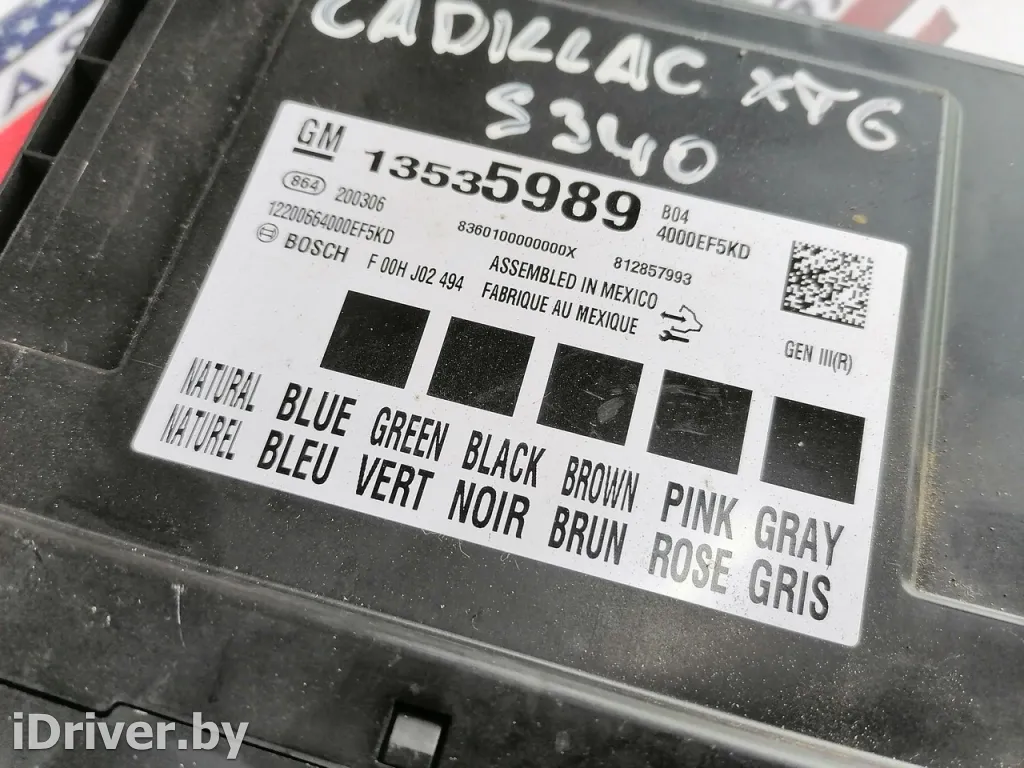 CADILLAC XT6
S340
GM 13535989 B04
864 200306 8360100000000X 4000EF5KD
12200664000EF5KD 812857993
BOSCH F 00H J02 494 ASSEMBLED IN MEXICO
FABRIQUE AU MEXIQUE
GEN III(R)
NATURAL BLUE GREEN BLACK BROWN PINK GRAY
NATUREL BLEU VERT NOIR BRUN ROSE GRIS
iDriver.by